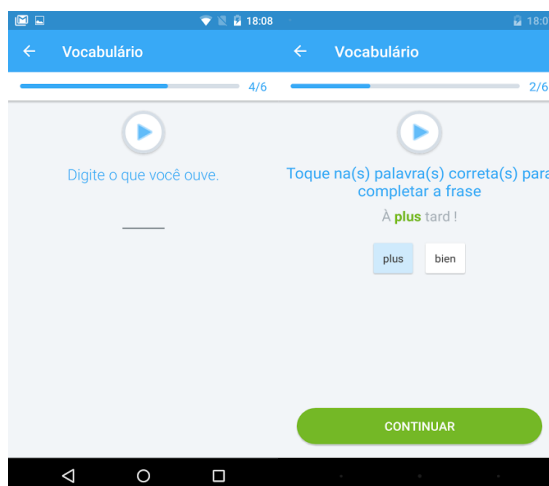 18:08
Vocabulário
4/6
Digite o que você ouve.
18:0
Vocabulário
2/6
Toque na(s) palavra(s) correta(s) para
completar a frase
À plus tard !
plus
bien
CONTINUAR